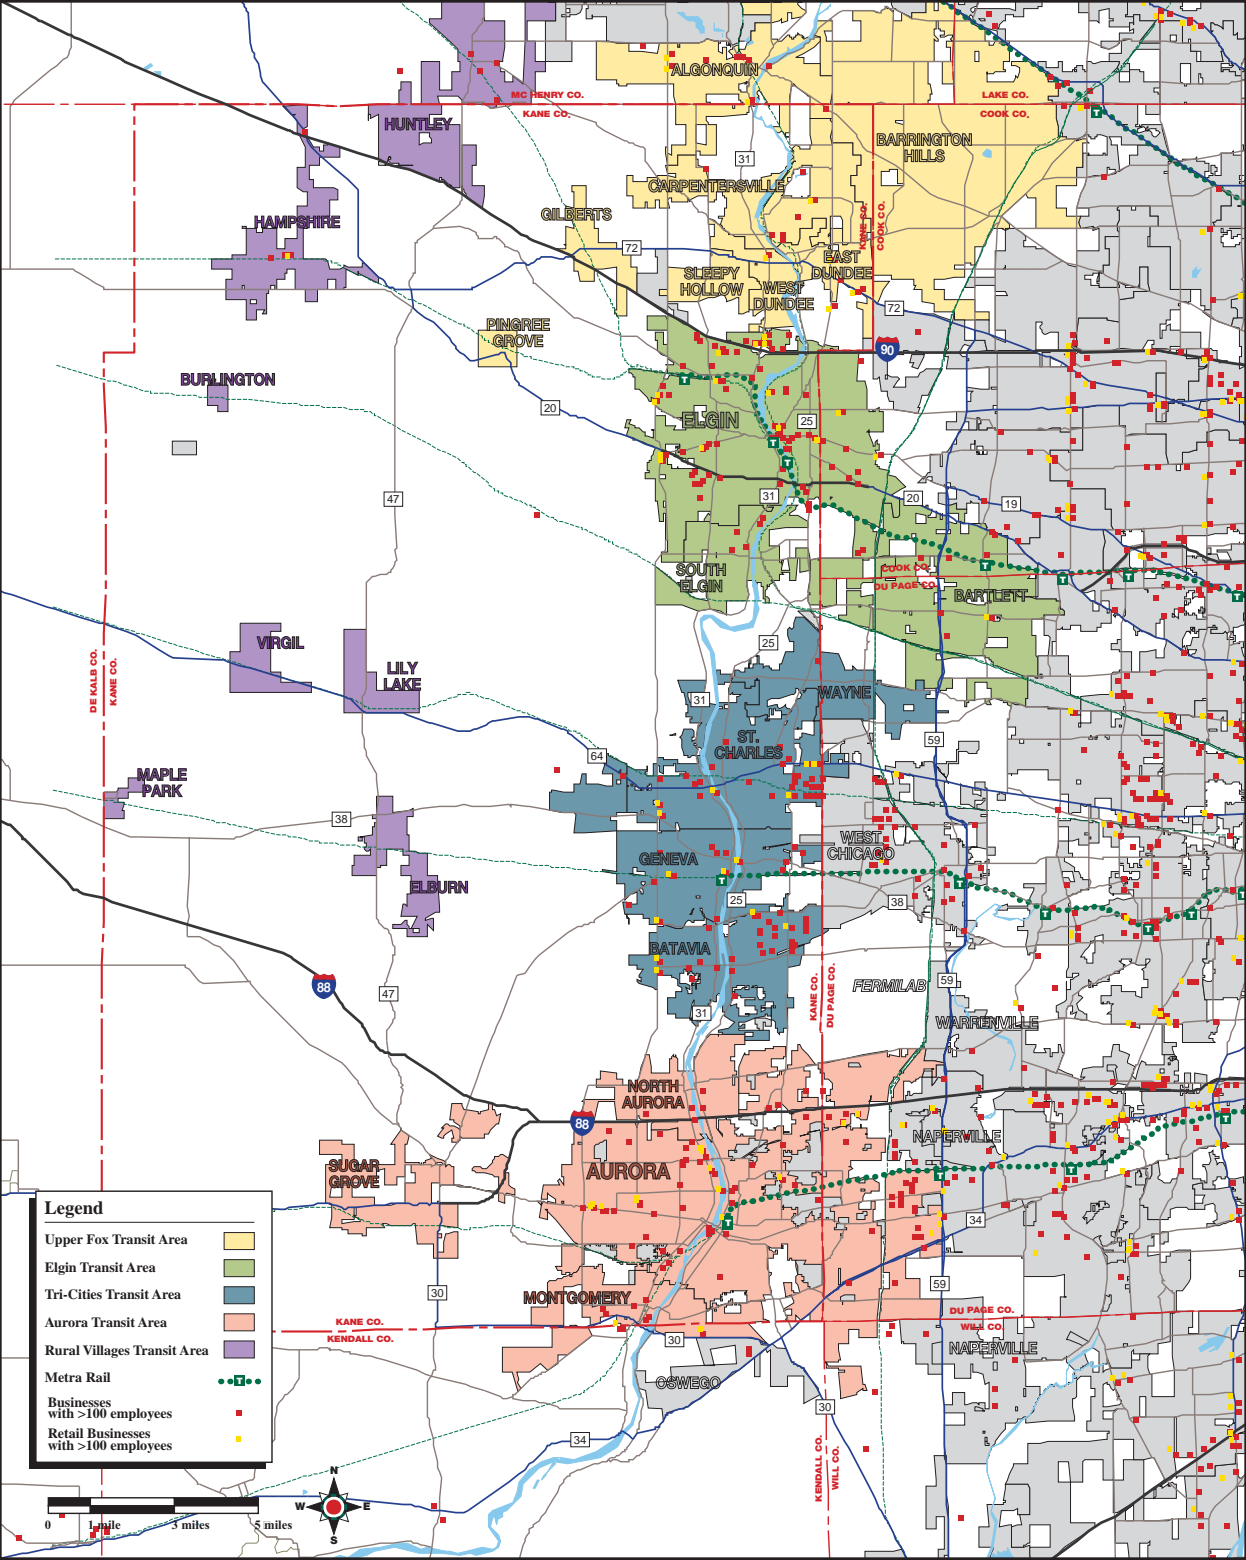 ALGONQUIN
MC HENRY CO.
KANE CO.
LAKE CO.
COOK CO.
HUNTLEY
BARRINGTON
HILLS
31
CARPENTERSVILLE
GILBERTS
HAMPSHIRE
KANE CO.
COOK CO.
72
SLEEPY
HOLLOW
EAST
DUNDEE
WEST
DUNDEE
72
PINGREE
GROVE
90
BURLINGTON
20
T
ELGIN
25
T
T
47
31
20
19
SOUTH
ELGIN
COOK CO.
DU PAGE CO.
T
T
T
T
BARTLETT
VIRGIL
25
LILY
LAKE
DE KALB CO.
KANE CO.
31
WAYNE
ST.
CHARLES
59
64
MAPLE
PARK
38
WEST
CHICAGO
GENEVA
T
T
ELBURN
25
38
T
T
T
T
BATAVIA
88
47
KANE CO.
DU PAGE CO.
FERMILAB
59
31
WARRENVILLE
NORTH
AURORA
88
T
NAPERVILLE
SUGAR
GROVE
AURORA
T
T
T
34
Legend
Upper Fox Transit Area
Elgin Transit Area
Tri-Cities Transit Area
Aurora Transit Area
Rural Villages Transit Area
Metra Rail
T
Businesses
with >100 employees
Retail Businesses
with >100 employees
30
59
MONTGOMERY
KANE CO.
KENDALL CO.
DU PAGE CO.
WILL CO.
30
NAPERVILLE
OSWEGO
30
34
KENDALL CO.
WILL CO.
N
W
E
S
0
1 mile
3 miles
5 miles
T